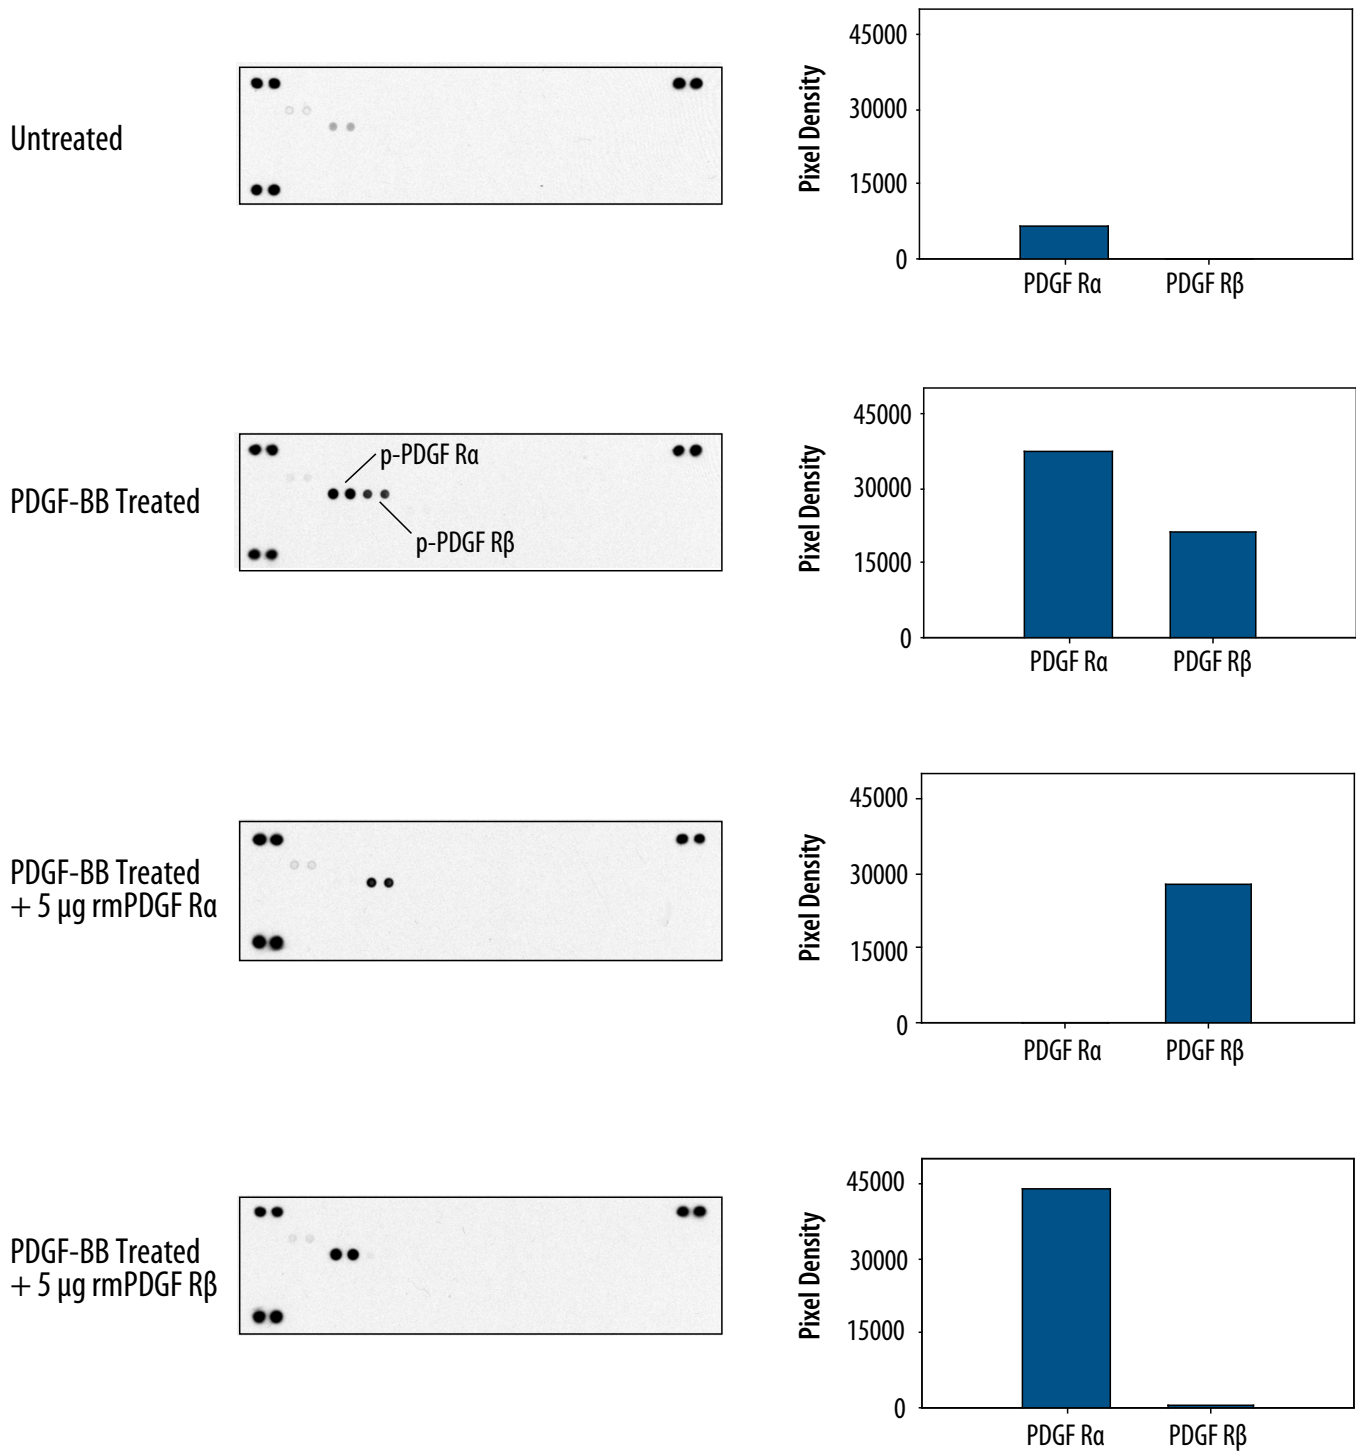 Untreated
Pixel Density
45000
30000
15000
0
PDGF Rα
PDGF Rβ
PDGF-BB Treated
p-PDGF Rα
p-PDGF Rβ
Pixel Density
45000
30000
15000
0
PDGF Rα
PDGF Rβ
PDGF-BB Treated
+ 5 µg rmPDGF Rα
Pixel Density
45000
30000
15000
0
PDGF Rα
PDGF Rβ
PDGF-BB Treated
+ 5 µg rmPDGF Rβ
Pixel Density
45000
30000
15000
0
PDGF Rα
PDGF Rβ